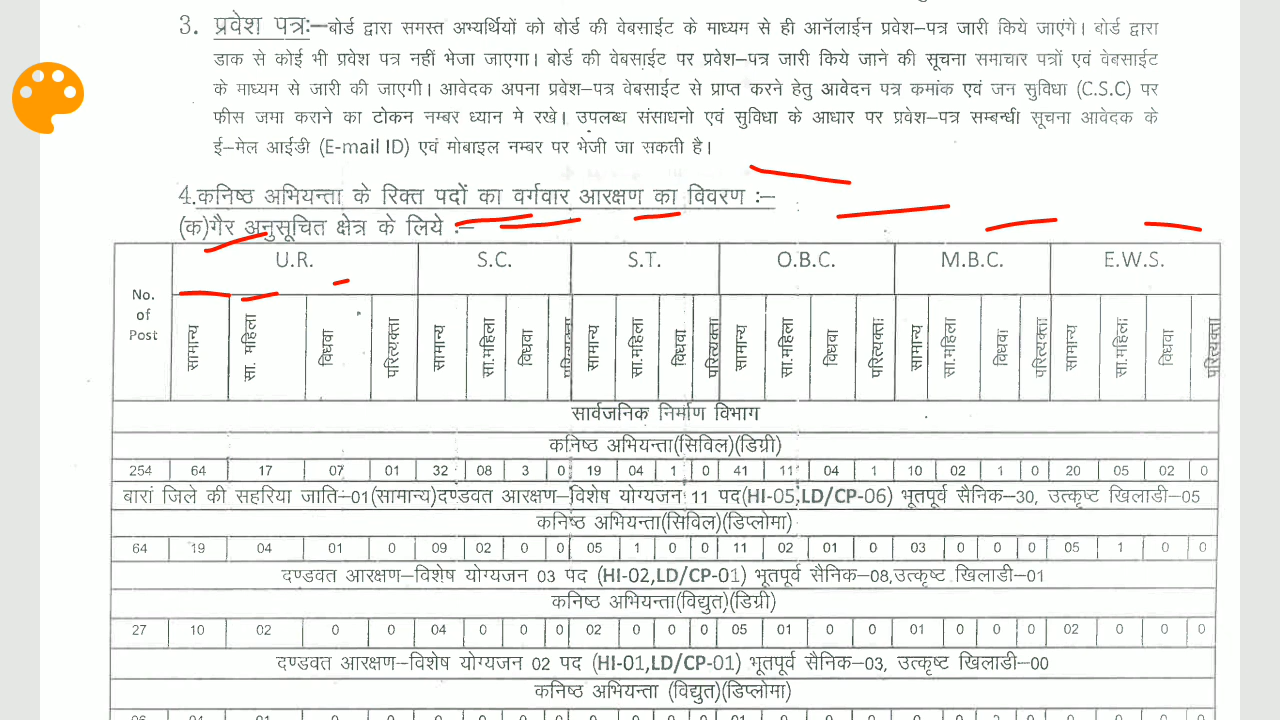 3. प्रवेश पत्रः–बोर्ड द्वारा समस्त अभ्यर्थियों को बोर्ड की वेबसाईट के माध्यम से ही आनॅलाईन प्रवेश–पत्र जारी किये जाएंगे। बोर्ड द्वारा
डाक से कोई भी प्रवेश पत्र नहीं भेजा जाएगा। बोर्ड की वेबसाईट पर प्रवेश–पत्र जारी किये जाने की सूचना समाचार पत्रों एवं वेबसाईट
के माध्यम से जारी की जाएगी। आवेदक अपना प्रवेश–पत्र वेबसाईट से प्राप्त करने हेतु आवेदन पत्र कमांक एवं जन सुविधा (C.S.C) पर
फीस जमा कराने का टोकन नम्बर ध्यान मे रखे। उपलब्ध संसाधनो एवं सुविधा के आधार पर प्रवेश–पत्र सम्बन्धी सूचना आवेदक के
ई–मेल आईडी (E-mail ID) एवं मोबाइल नम्बर पर भेजी जा सकती है।
4.कनिष्ठ अभियन्ता के रिक्त पदों का वर्गवार आरक्षण का विवरण :–
(क)गैर अनुसूचित क्षेत्र के लिये :–
No. of Post U.R. S.C. S.T. O.B.C. M.B.C. E.W.S.
सामान्य सा. महिला विधवा परित्यक्ता सामान्य सा.महिला विधवा परित्यक्ता सामान्य सा.महिला विधवा परित्यक्ता सामान्य सा.महिला विधवा परित्यक्ता सामान्य सा.महिला विधवा परित्यक्ता सामान्य सा.महिला विधवा परित्यक्ता
सार्वजनिक निर्माण विभाग
कनिष्ठ अभियन्ता(सिविल)(डिग्री)
254 64 17 07 01 32 08 3 0 19 04 1 0 41 11 04 1 10 02 1 0 20 05 02 0
बारां जिले की सहरिया जाति–01(सामान्य)दण्डवत आरक्षण–विशेष योग्यजन 11 पद(HI-05,LD/CP-06) भूतपूर्व सैनिक–30, उत्कृष्ट खिलाडी–05
कनिष्ठ अभियन्ता(सिविल)(डिप्लोमा)
64 19 04 01 0 09 02 0 0 05 1 0 0 11 02 01 0 03 0 0 0 05 1 0 0
दण्डवत आरक्षण–विशेष योग्यजन 03 पद (HI-02,LD/CP-01) भूतपूर्व सैनिक–08,उत्कृष्ट खिलाडी–01
कनिष्ठ अभियन्ता(विद्युत)(डिग्री)
27 10 02 0 0 04 0 0 0 02 0 0 0 05 01 0 0 01 0 0 0 02 0 0 0
दण्डवत आरक्षण–विशेष योग्यजन 02 पद (HI-01,LD/CP-01) भूतपूर्व सैनिक–03, उत्कृष्ट खिलाडी–00
कनिष्ठ अभियन्ता (विद्युत)(डिप्लोमा)